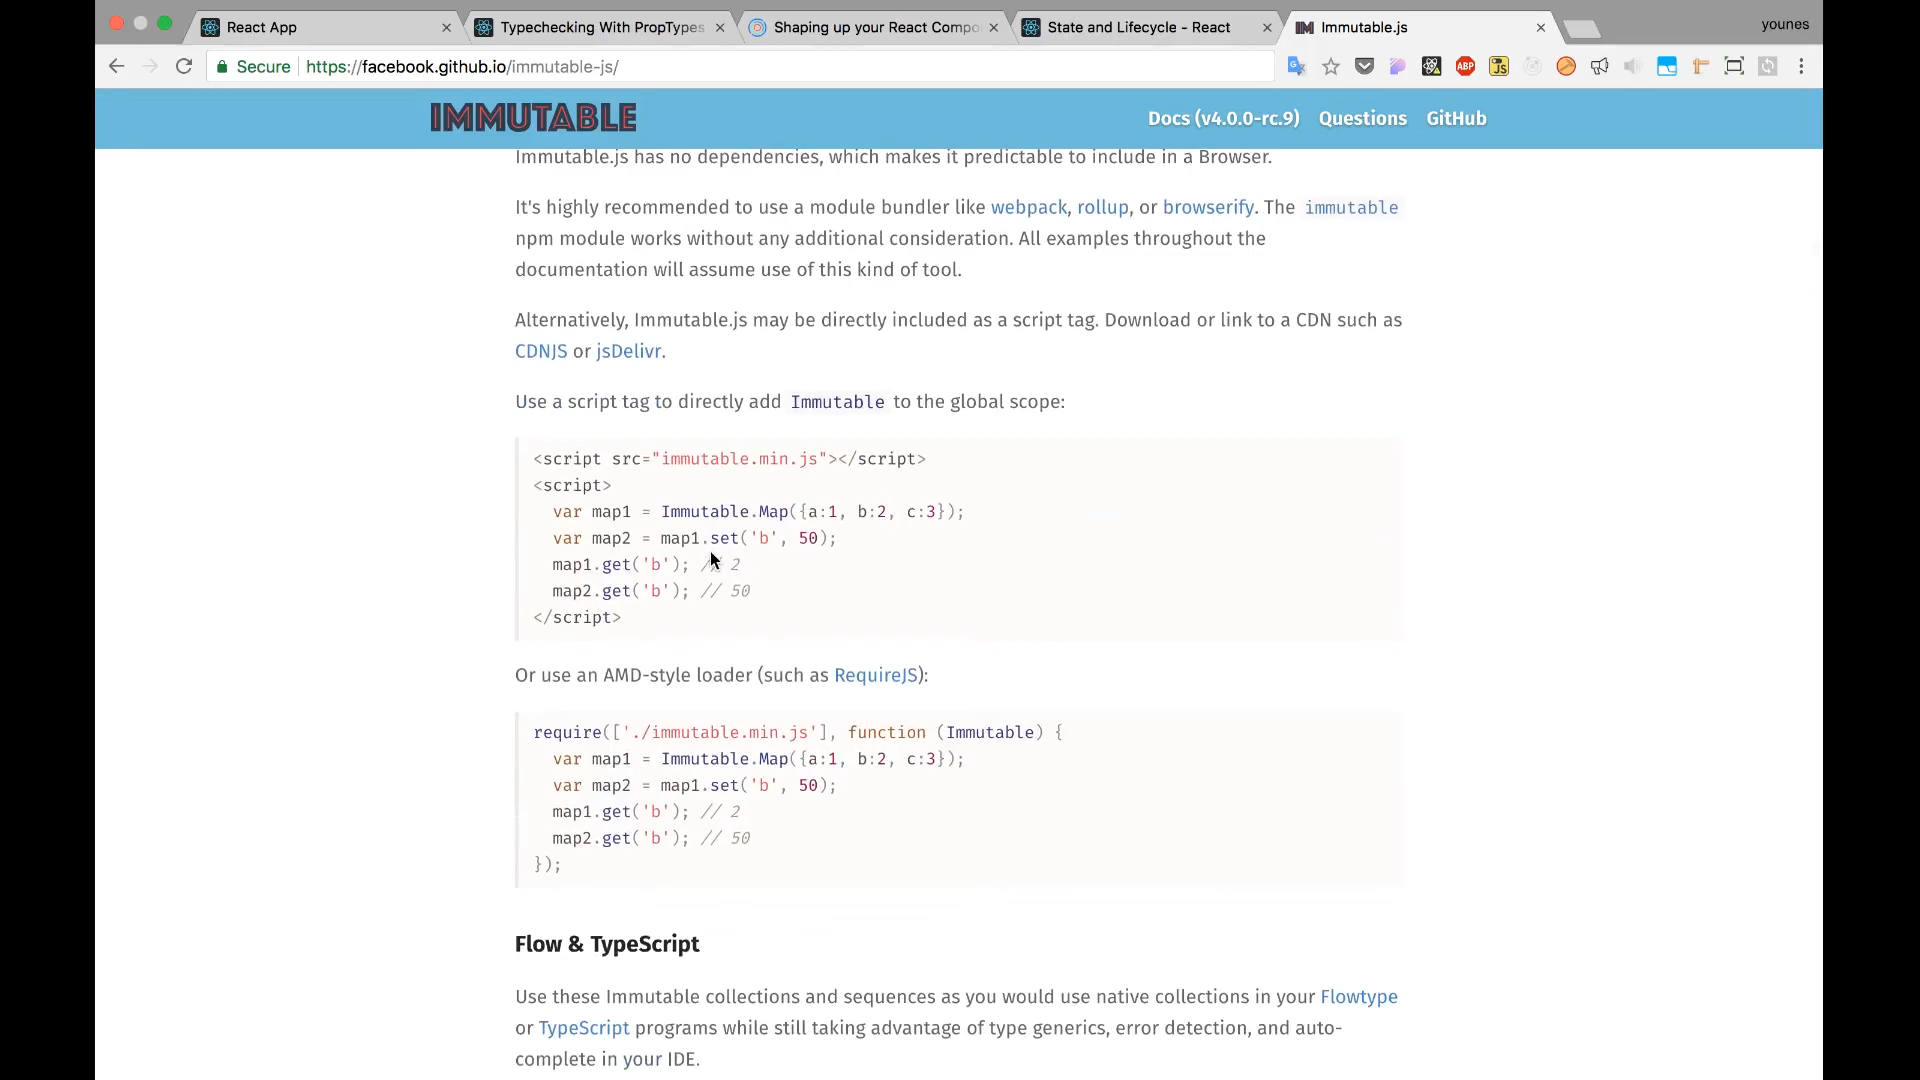 React App
Typechecking With PropTypes
Shaping up your React Compo
State and Lifecycle - React
Immutable.js
younes
Secure
https://facebook.github.io/immutable-js/
IMMUTABLE
Docs (v4.0.0-rc.9)
Questions
GitHub
Immutable.js has no dependencies, which makes it predictable to include in a Browser.
It's highly recommended to use a module bundler like webpack, rollup, or browserify. The immutable
npm module works without any additional consideration. All examples throughout the
documentation will assume use of this kind of tool.
Alternatively, Immutable.js may be directly included as a script tag. Download or link to a CDN such as
CDNJS or jsDelivr.
Use a script tag to directly add Immutable to the global scope:
<script src="immutable.min.js"></script>
<script>
var map1 = Immutable.Map({a:1, b:2, c:3});
var map2 = map1.set('b', 50);
map1.get('b'); // 2
map2.get('b'); // 50
</script>
Or use an AMD-style loader (such as RequireJS):
require(['./immutable.min.js'], function (Immutable) {
var map1 = Immutable.Map({a:1, b:2, c:3});
var map2 = map1.set('b', 50);
map1.get('b'); // 2
map2.get('b'); // 50
});
Flow & TypeScript
Use these Immutable collections and sequences as you would use native collections in your Flowtype
or TypeScript programs while still taking advantage of type generics, error detection, and auto-
complete in your IDE.